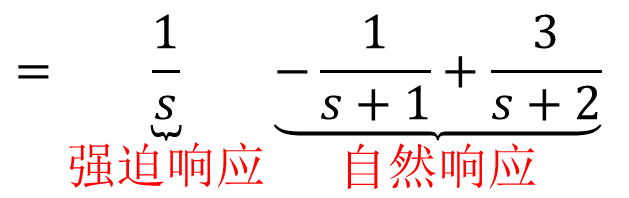 = 1/s - 1/(s + 1) + 3/(s + 2)
强迫响应 自然响应